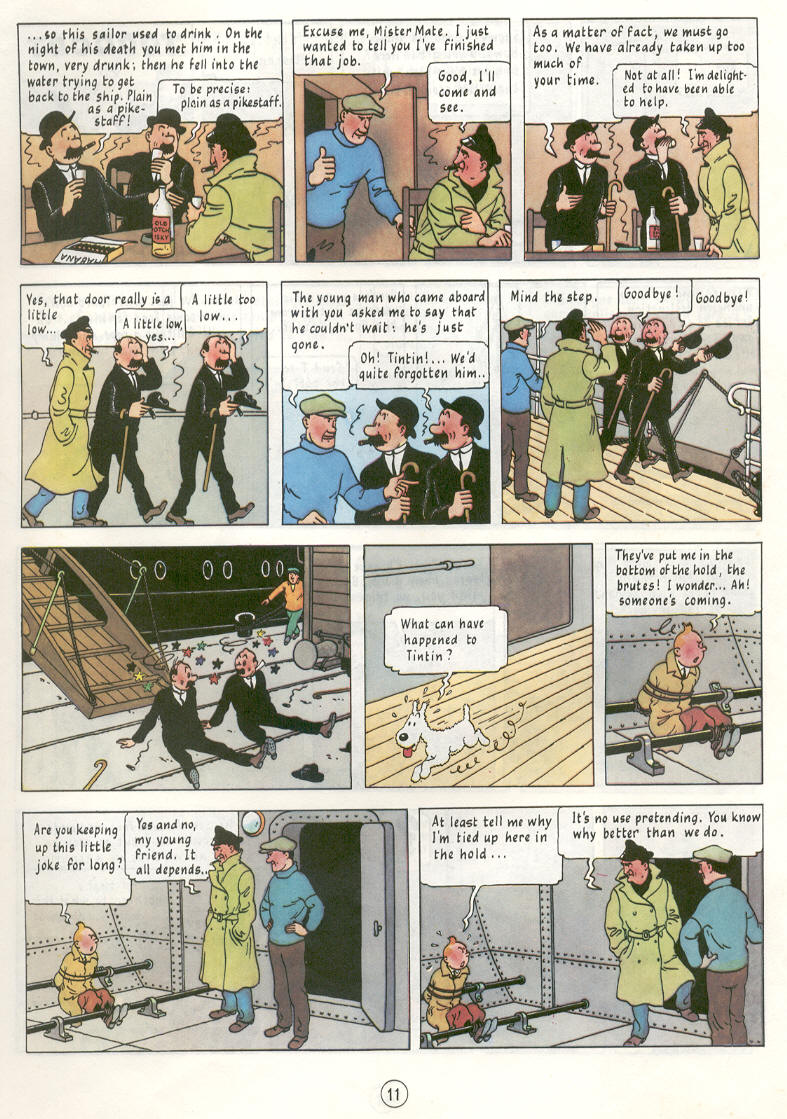 ...so this sailor used to drink. On the
night of his death you met him in the
town, very drunk; then he fell into the
water trying to get
back to the ship. Plain
as a pike-
staff!
To be precise:
plain as a pikestaff.
OLD
OTCH
ISKY
HABANA
Excuse me, Mister Mate. I just
wanted to tell you I've finished
that job.
Good, I'll
come and
see.
As a matter of fact, we must go
too. We have already taken up too
much of
your time.
Not at all! I'm delight-
ed to have been able
to help.
Yes, that door really is a
little
low...
A little low,
yes...
A little too
low...
The young man who came aboard
with you asked me to say that
he couldn't wait: he's just
gone.
Oh! Tintin!... We'd
quite forgotten him..
Mind the step.
Goodbye!
Goodbye!
What can have
happened to
Tintin?
They've put me in the
bottom of the hold, the
brutes! I wonder... Ah!
someone's coming.
Are you keeping
up this little
joke for long?
Yes and no,
my young
friend. It
all depends..
At least tell me why
I'm tied up here in
the hold...
It's no use pretending. You know
why better than we do.
11